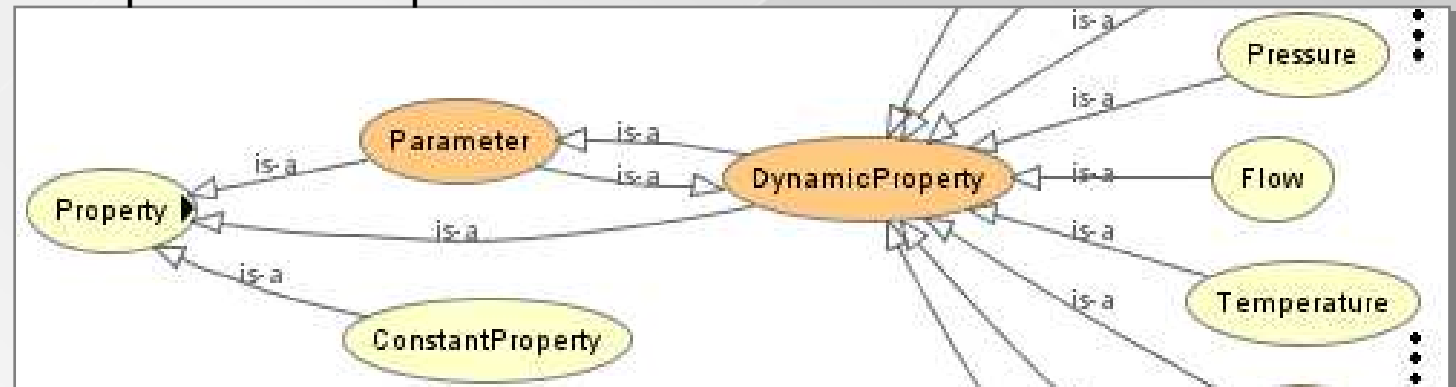 is-a
Pressure
is-a
Parameter
is-a
is-a
is-a
DynamicProperty
is-a
Flow
Property
is-a
is-a
is-a
is-a
Temperature
ConstantProperty